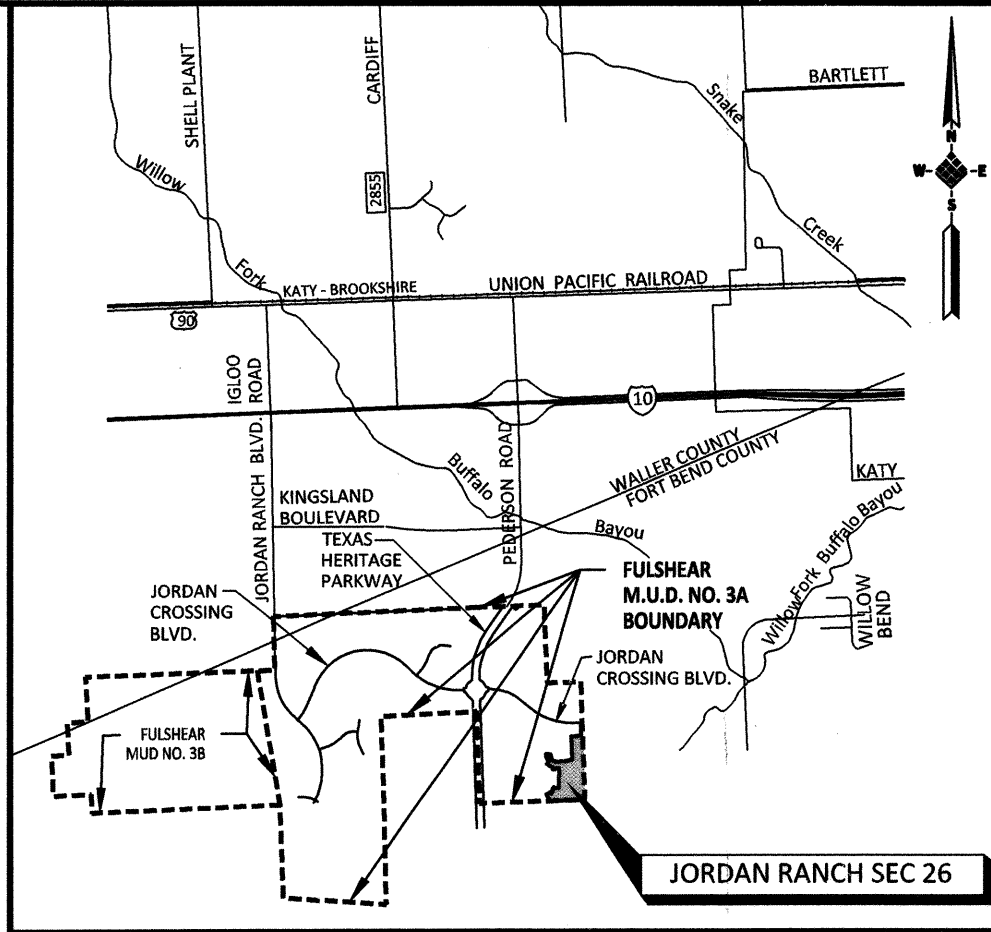 SHELL PLANT
CARDIFF
BARTLETT
Snake
Creek
N
W
E
S
Willow
Fork
2855
KATY - BROOKSHIRE
UNION PACIFIC RAILROAD
90
IGLOO
ROAD
10
JORDAN RANCH BLVD.
PEDERSON ROAD
Buffalo
Bayou
WALLER COUNTY
FORT BEND COUNTY
KATY
KINGSLAND
BOULEVARD
TEXAS
HERITAGE
PARKWAY
Willow Fork Buffalo Bayou
WILLOW
BEND
JORDAN
CROSSING
BLVD.
FULSHEAR
M.U.D. NO. 3A
BOUNDARY
JORDAN
CROSSING BLVD.
FULSHEAR
MUD NO. 3B
JORDAN RANCH SEC 26